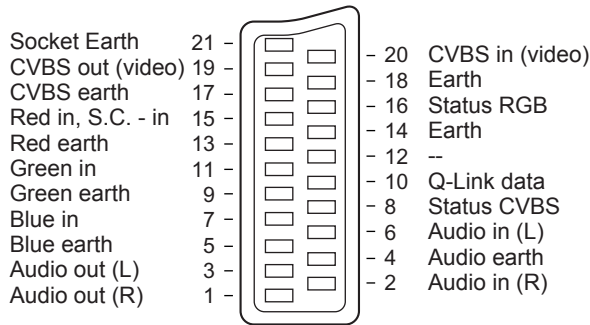 Socket Earth 21
CVBS out (video) 19
CVBS earth 17
Red in, S.C. - in 15
Red earth 13
Green in 11
Green earth 9
Blue in 7
Blue earth 5
Audio out (L) 3
Audio out (R) 1
20 CVBS in (video)
18 Earth
16 Status RGB
14 Earth
12 --
10 Q-Link data
8 Status CVBS
6 Audio in (L)
4 Audio earth
2 Audio in (R)